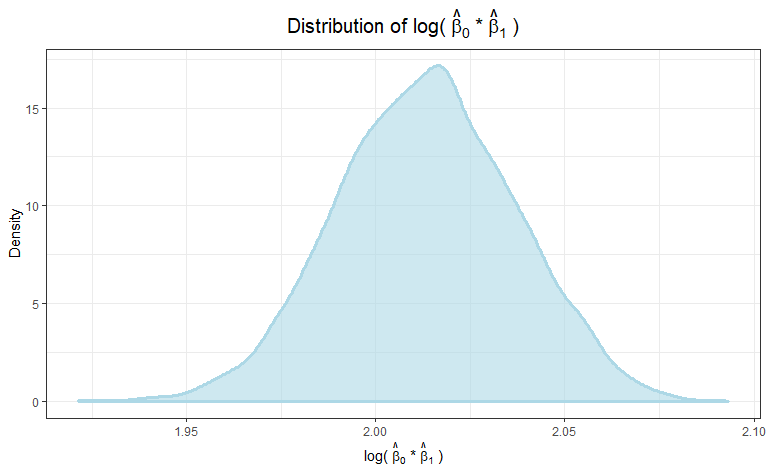 Distribution of log( β̂₀ * β̂₁ )
Density
15
10
5
0
1.95 2.00 2.05 2.10
log( β̂₀ * β̂₁ )